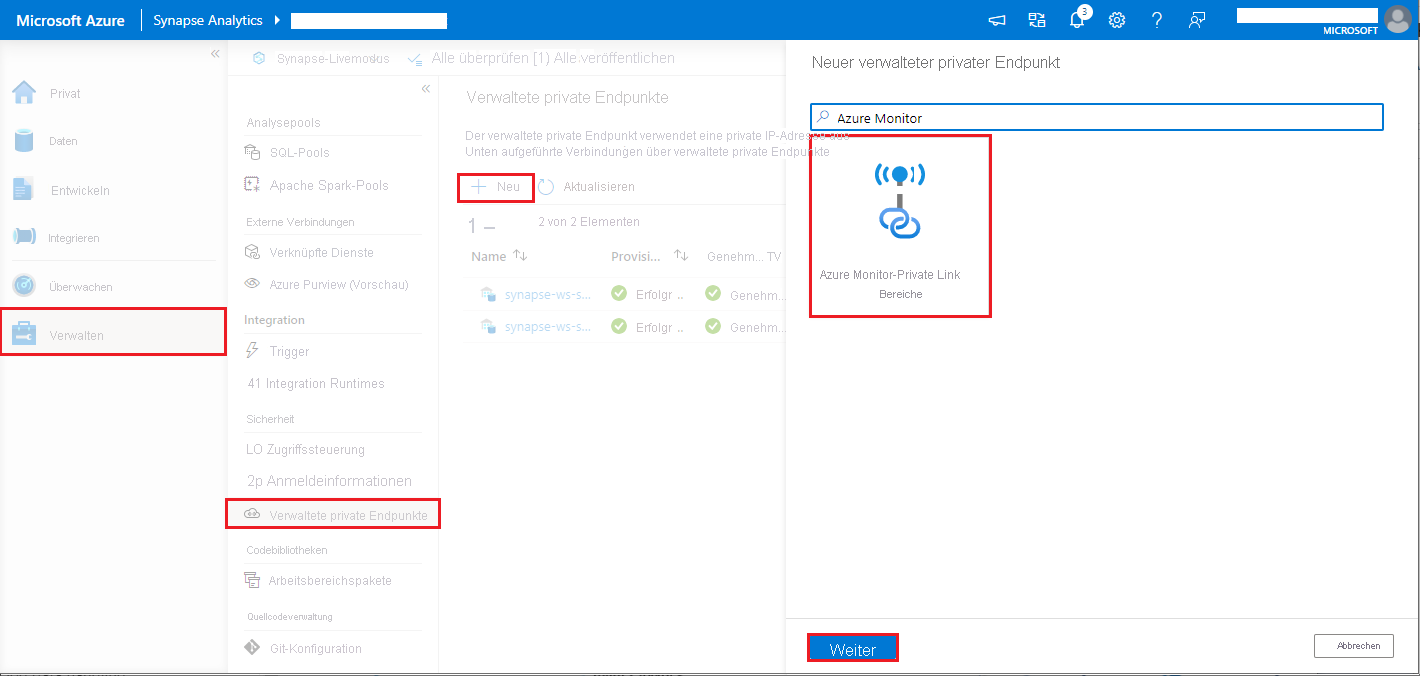 Microsoft Azure
Synapse Analytics
3
MICROSOFT
Privat
Daten
Entwickeln
Integrieren
Überwachen
Verwalten
Synapse-Livemodus
Alle überprüfen [1) Alle.veröffentlichen
Analysepools
SQL-Pools
Apache Spark-Pools
Externe Verbindungen
Verknüpfte Dienste
Azure Purview (Vorschau)
Integration
Trigger
41 Integration Runtimes
Sicherheit
LO Zugriffssteuerung
2p Anmeldeinformationen
Verwaltete private Endpunkte
Codebibliotheken
Arbeitsbereichspakete
Quellcodeverwaltung
Git-Konfiguration
Verwaltete private Endpunkte
Der verwaltete private Endpunkt verwendet eine private IP-Adresse aus
Unten aufgeführte Verbindungen über verwaltete private Endpunkte
Neu
Aktualisieren
1 –
2 von 2 Elementen
Name
Provisi...
Genehm... TV
synapse-ws-s...
Erfolgr ..
Genehm...
synapse-ws-s...
Erfolgr ..
Genehm...
Neuer verwalteter privater Endpunkt
Azure Monitor
Azure Monitor-Private Link
Bereiche
Weiter
Abbrechen